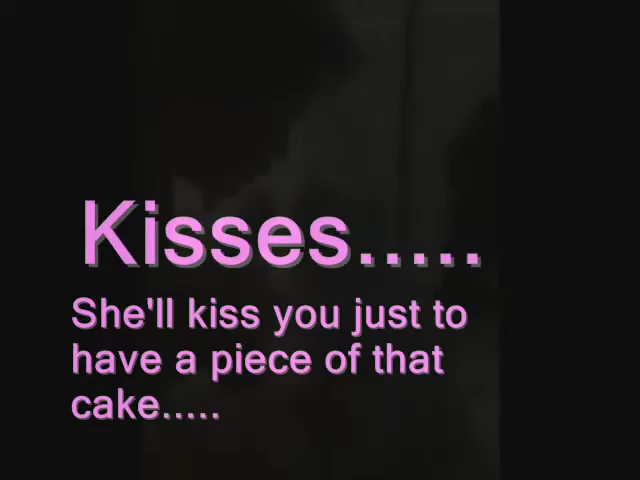 Kisses.....
She'll kiss you just to
have a piece of that
cake.....